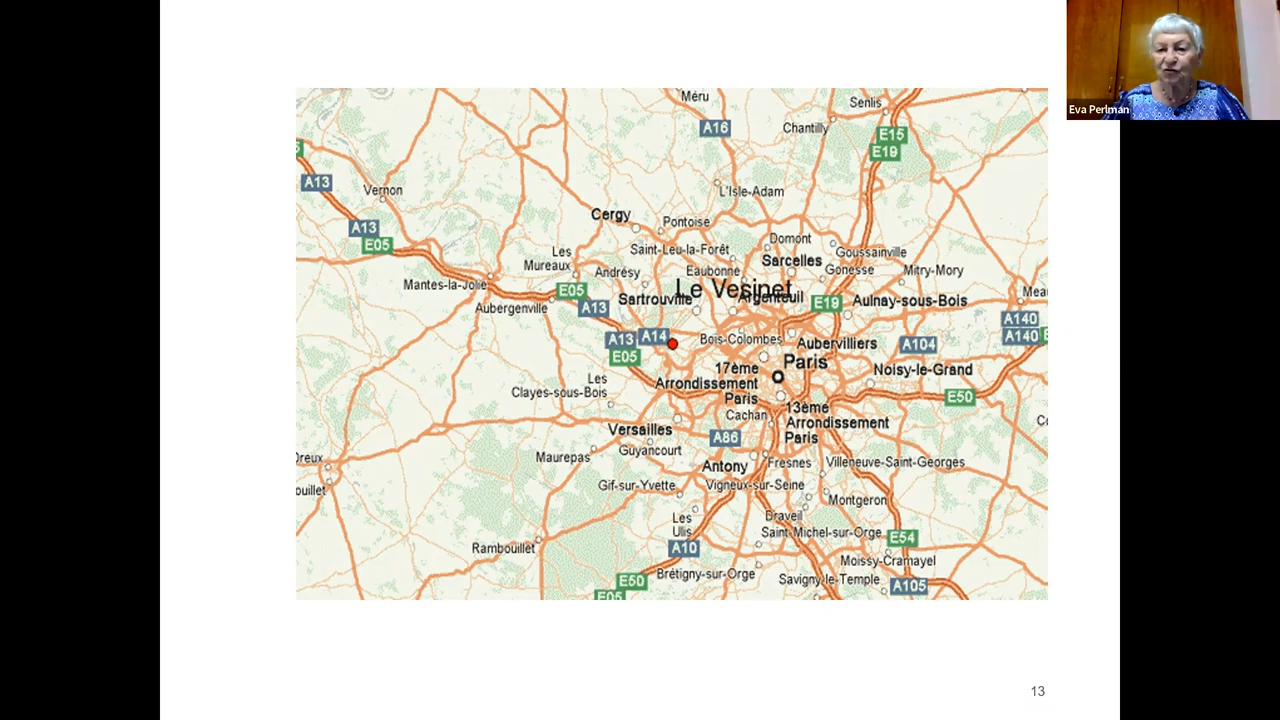 Eva Perlman
Méru
Senlis
A16
Chantilly
E15
E19
A13
Vernon
L'Isle-Adam
Cergy
Pontoise
A13
E05
Domont
Saint-Leu-la-Forêt
Goussainville
Les
Mureaux
Sarcelles
Andrésy
Eaubonne
Gonesse
Mitry-Mory
Mantes-la-Jolie
E05
Le Vesinet
Sartrouville
Argenteuil
E19
Aulnay-sous-Bois
Aubergenville
A13
A140
A140
A13
A14
Bois-Colombes
Aubervilliers
A104
E05
Paris
17ème
Arrondissement
Paris
Noisy-le-Grand
Les
Clayes-sous-Bois
E50
13ème
Arrondissement
Paris
Cachan
Versailles
A86
Guyancourt
Maurepas
Antony
Fresnes
Villeneuve-Saint-Georges
Gif-sur-Yvette
Vigneux-sur-Seine
Montgeron
Les
Ulis
Draveil
Saint-Michel-sur-Orge
E54
Rambouillet
A10
Moissy-Cramayel
E50
Brétigny-sur-Orge
Savigny-le-Temple
A105
E05
13